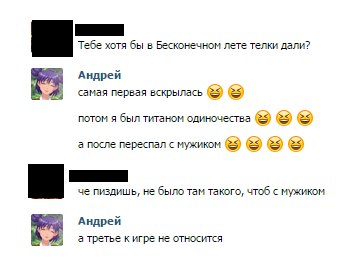 Тебе хотя бы в Бесконечном лете телки дали?
Андрей
самая первая вскрылась 😆 😆
потом я был титаном одиночества 😆 😆 😆
а после переспал с мужиком 😆 😆 😆 😆
че пиздишь, не было там такого, чтоб с мужиком
Андрей
а третье к игре не относится